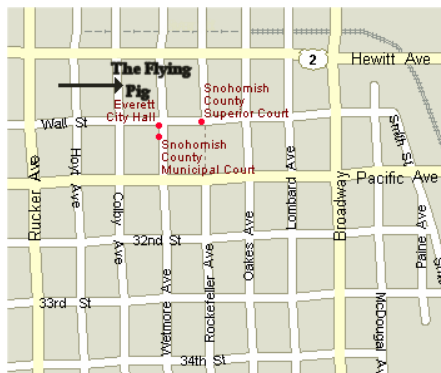 2
Hewitt Ave
The Flying
Pig
Snohomish
County
Superior Court
Everett
City Hall
Wall St
Snohomish
County
Municipal Court
Smith St
Pacific Ave
Rucker Ave
Hoyt Ave
Colby Ave
Wetmore Ave
Rockefeller Ave
Oakes Ave
Lombard Ave
Broadway
Paine Ave
32nd St
33rd St
McDougal Ave
34th St